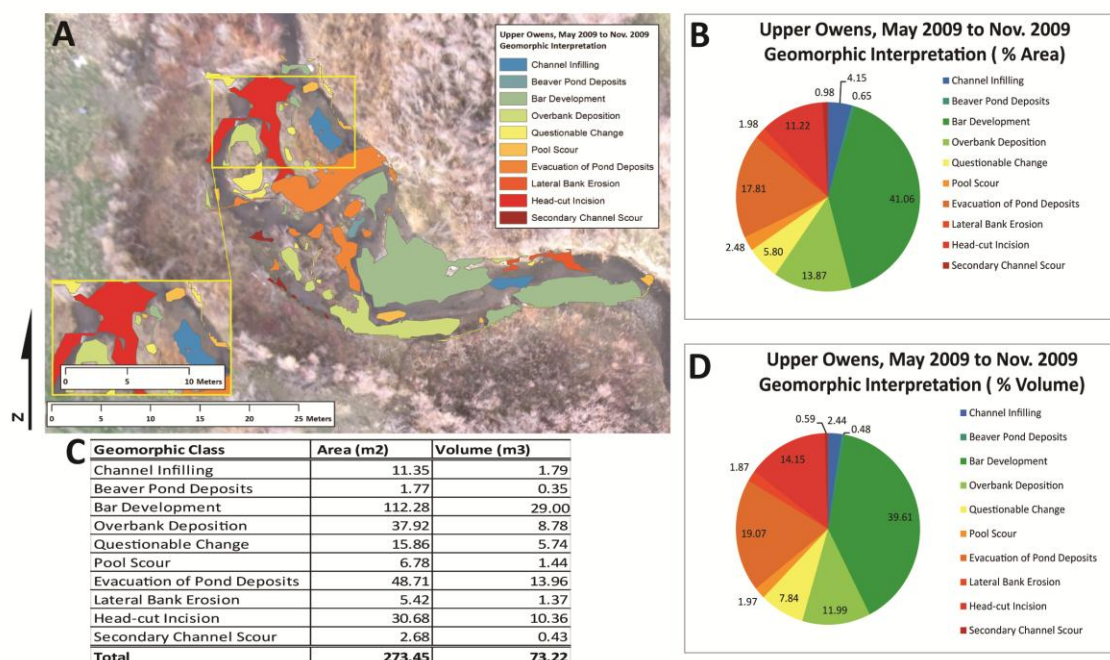 A
Upper Owens, May 2009 to Nov. 2009
Geomorphic Interpretation
Channel Infilling
Beaver Pond Deposits
Bar Development
Overbank Deposition
Questionable Change
Pool Scour
Evacuation of Pond Deposits
Lateral Bank Erosion
Head-cut Incision
Secondary Channel Scour
0 5 10 Meters
0 5 10 15 20 25 Meters
N
B
Upper Owens, May 2009 to Nov. 2009
Geomorphic Interpretation ( % Area)
0.98
4.15
0.65
1.98
11.22
17.81
41.06
2.48
5.80
13.87
Channel Infilling
Beaver Pond Deposits
Bar Development
Overbank Deposition
Questionable Change
Pool Scour
Evacuation of Pond Deposits
Lateral Bank Erosion
Head-cut Incision
Secondary Channel Scour
C
Geomorphic Class Area (m2) Volume (m3)
Channel Infilling 11.35 1.79
Beaver Pond Deposits 1.77 0.35
Bar Development 112.28 29.00
Overbank Deposition 37.92 8.78
Questionable Change 15.86 5.74
Pool Scour 6.78 1.44
Evacuation of Pond Deposits 48.71 13.96
Lateral Bank Erosion 5.42 1.37
Head-cut Incision 30.68 10.36
Secondary Channel Scour 2.68 0.43
Total 273.45 73.22
D
Upper Owens, May 2009 to Nov. 2009
Geomorphic Interpretation ( % Volume)
0.59
2.44
0.48
1.87
14.15
19.07
39.61
1.97
7.84
11.99
Channel Infilling
Beaver Pond Deposits
Bar Development
Overbank Deposition
Questionable Change
Pool Scour
Evacuation of Pond Deposits
Lateral Bank Erosion
Head-cut Incision
Secondary Channel Scour